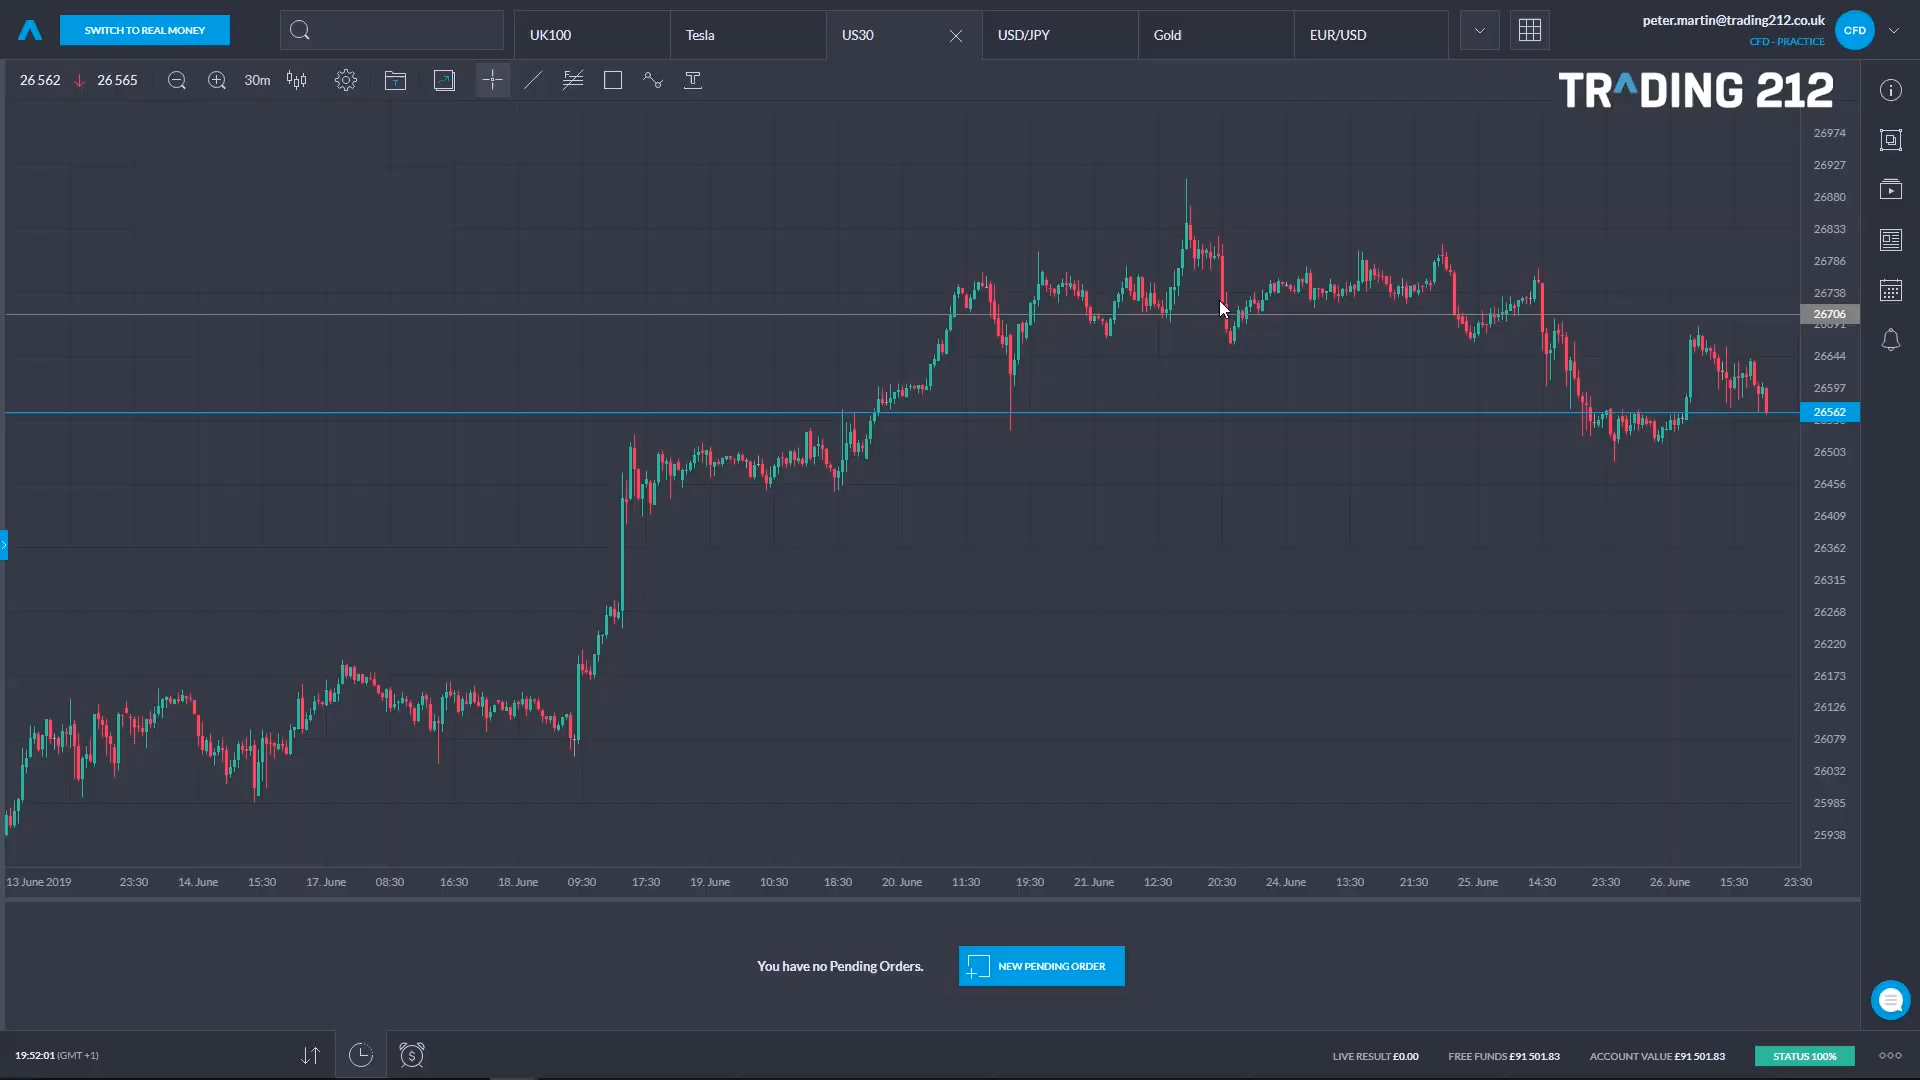 SWITCH TO REAL MONEY
UK100
Tesla
US30
USD/JPY
Gold
EUR/USD
peter.martin@trading212.co.uk
CFD - PRACTICE
CFD
26 562
26 565
30m
TRADING 212
26974
26927
26880
26833
26786
26738
26706
26691
26644
26597
26562
26503
26456
26409
26362
26315
26268
26220
26173
26126
26079
26032
25985
25938
13 June 2019
23:30
14. June
15:30
17. June
08:30
16:30
18. June
09:30
17:30
19. June
10:30
18:30
20. June
11:30
19:30
21. June
12:30
20:30
24. June
13:30
21:30
25. June
14:30
23:30
26. June
15:30
23:30
You have no Pending Orders.
NEW PENDING ORDER
19:52:01 (GMT +1)
LIVE RESULT £0.00
FREE FUNDS £91 501.83
ACCOUNT VALUE £91 501.83
STATUS 100%